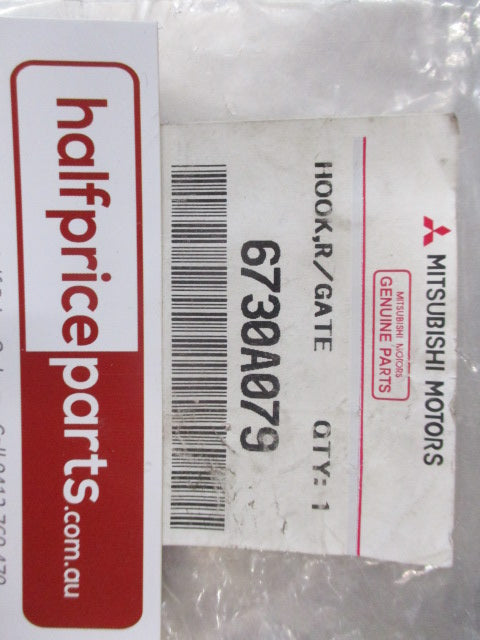 MITSUBISHI MOTORS
MITSUBISHI MOTORS
GENUINE PARTS
HOOK,R/GATE QTY: 1
6730A079
halfpriceparts.com.au